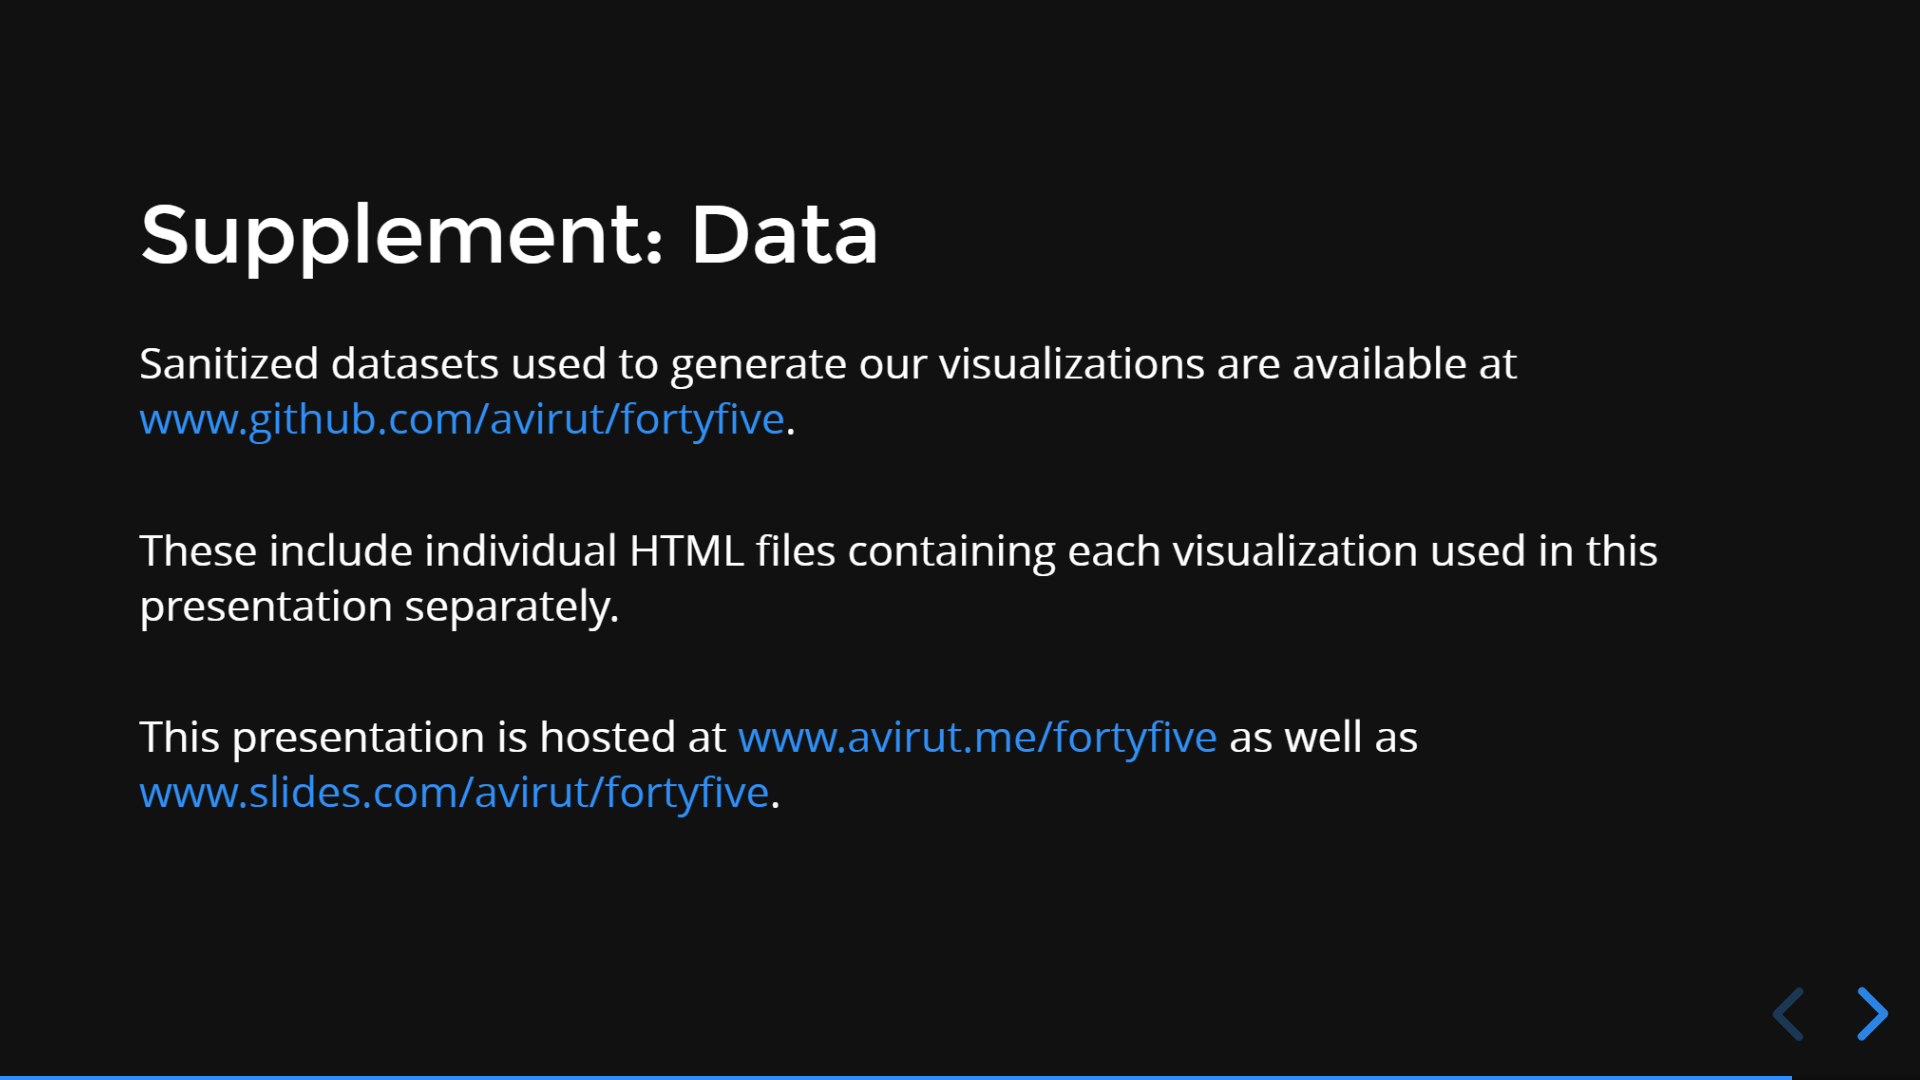 Supplement: Data
Sanitized datasets used to generate our visualizations are available at
www.github.com/avirut/fortyfive.
These include individual HTML files containing each visualization used in this
presentation separately.
This presentation is hosted at www.avirut.me/fortyfive as well as
www.slides.com/avirut/fortyfive.